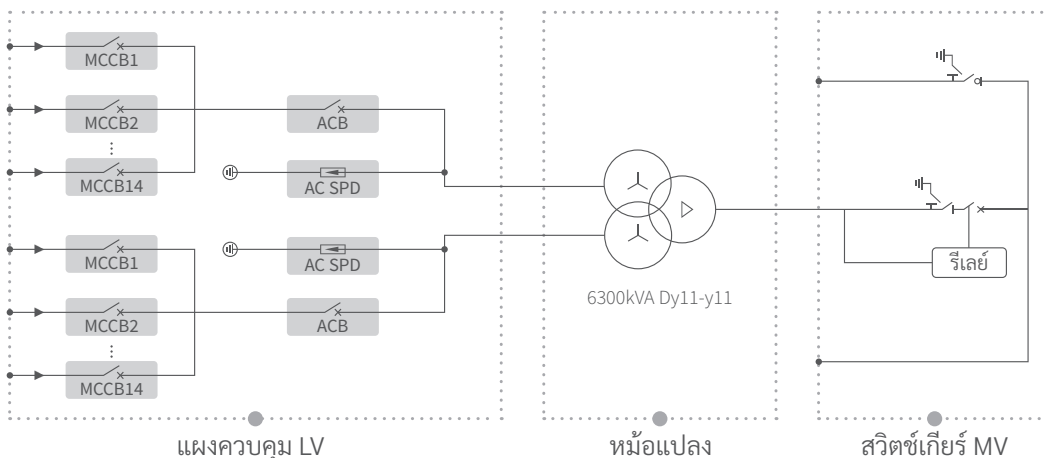 MCCB1
MCCB2
MCCB14
ACB
AC SPD
MCCB1
MCCB2
MCCB14
AC SPD
ACB
6300kVA Dy11-y11
รีเลย์
แผงควบคุม LV
หม้อแปลง
สวิตช์เกียร์ MV